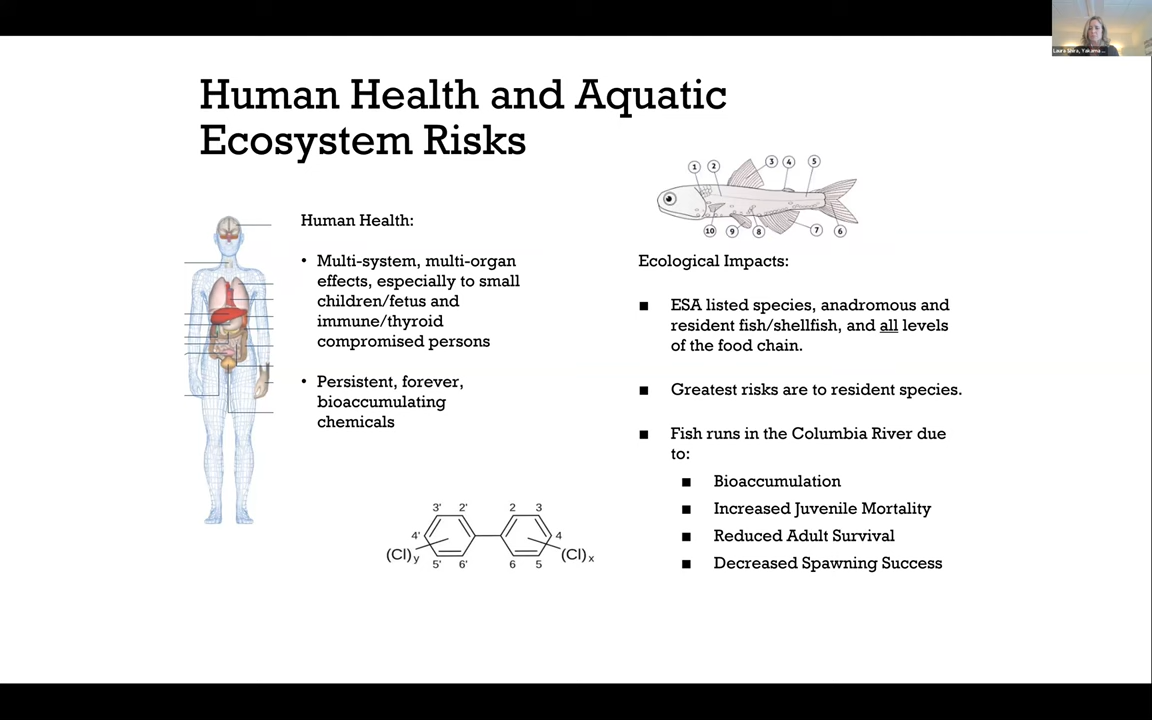 Laura Shira, Yakama ...
Human Health and Aquatic
Ecosystem Risks
1 2 3 4 5
10 9 8 7 6
Human Health:
• Multi-system, multi-organ
effects, especially to small
children/fetus and
immune/thyroid
compromised persons
• Persistent, forever,
bioaccumulating
chemicals
Ecological Impacts:
■ ESA listed species, anadromous and
resident fish/shellfish, and all levels
of the food chain.
■ Greatest risks are to resident species.
■ Fish runs in the Columbia River due
to:
■ Bioaccumulation
■ Increased Juvenile Mortality
■ Reduced Adult Survival
■ Decreased Spawning Success
3' 2' 2 3
4' 4
(Cl)y (Cl)x
5' 6' 6 5